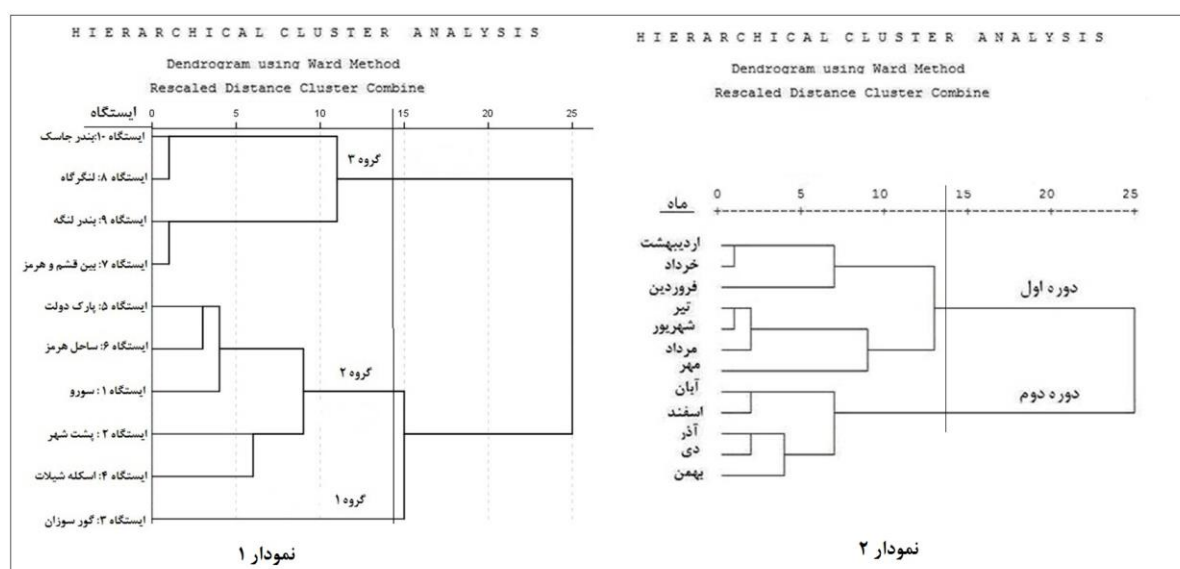 HIERARCHICAL CLUSTER ANALYSIS
Dendrogram using Ward Method
Rescaled Distance Cluster Combine
ایستگاه
0 5 10 15 20 25
ایستگاه ۱۰:بندر جاسک
ایستگاه ۸: لنگرگاه
ایستگاه ۹: بندر لنگه
ایستگاه ۷: بین قشم و هرمز
ایستگاه ۵: پارک دولت
ایستگاه ۶: ساحل هرمز
ایستگاه ۱: سورو
ایستگاه ۲: پشت شهر
ایستگاه ۴: اسکله شیلات
ایستگاه ۳: گور سوزان
گروه ۳
گروه ۲
گروه ۱
نمودار ۱
HIERARCHICAL CLUSTER ANALYSIS
Dendrogram using Ward Method
Rescaled Distance Cluster Combine
ماه
0 5 10 15 20 25
اردیبهشت
خرداد
فروردین
تیر
شهریور
مرداد
مهر
آبان
اسفند
آذر
دی
بهمن
دوره اول
دوره دوم
نمودار ۲